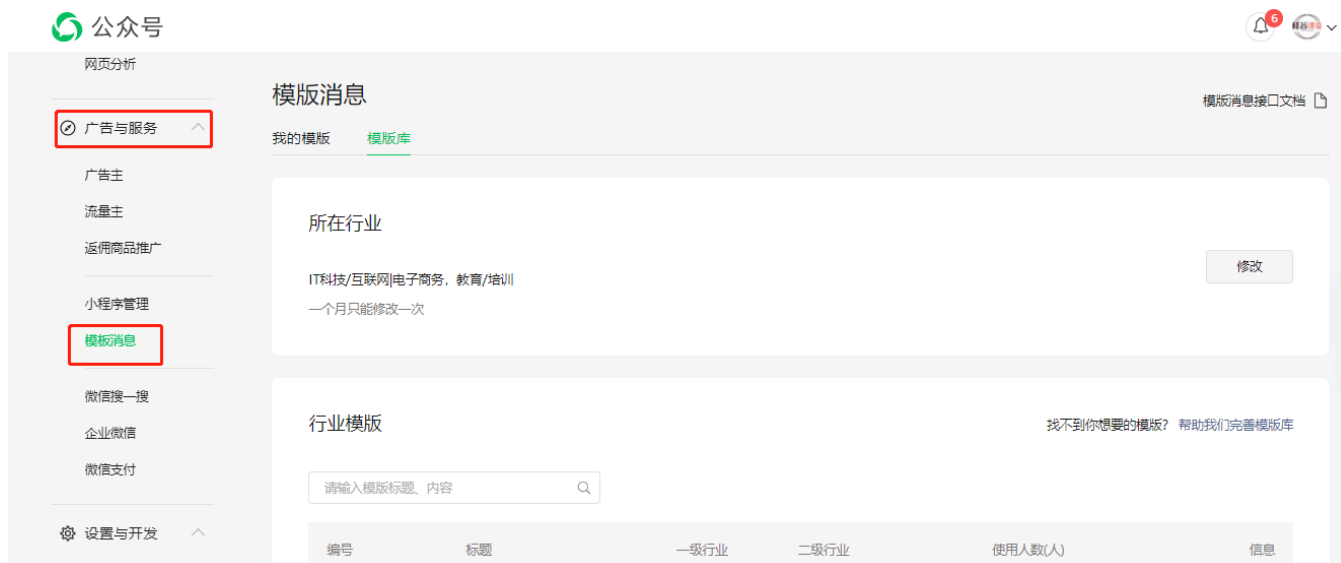 公众号
6
网页分析
广告与服务
广告主
流量主
返佣商品推广
小程序管理
模板消息
微信搜一搜
企业微信
微信支付
设置与开发
模版消息
模版消息接口文档
我的模版 模版库
所在行业
IT科技/互联网|电子商务，教育/培训
一个月只能修改一次
修改
行业模版
找不到你想要的模版？ 帮助我们完善模版库
请输入模版标题、内容
编号 标题 一级行业 二级行业 使用人数(人) 信息